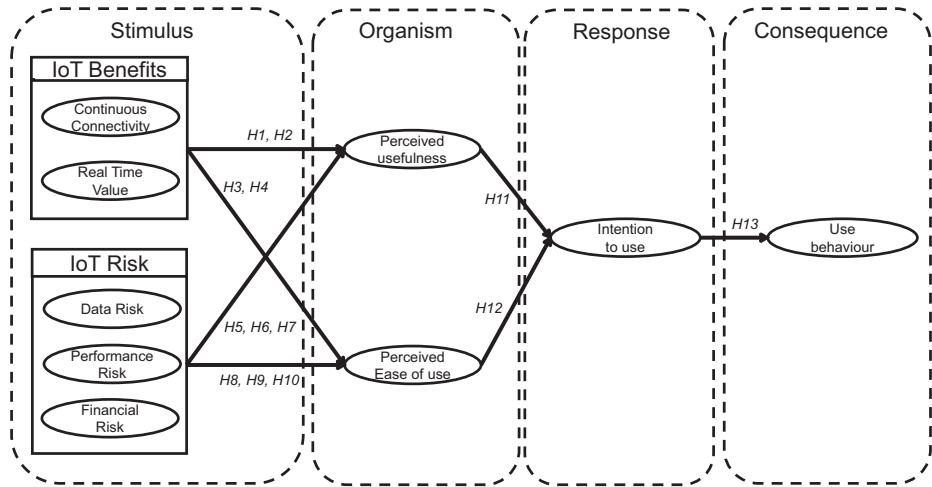 Stimulus
Organism
Response
Consequence
IoT Benefits
Continuous
Connectivity
Real Time
Value
IoT Risk
Data Risk
Performance
Risk
Financial
Risk
H1, H2
H3, H4
H5, H6, H7
H8, H9, H10
Perceived
usefulness
Perceived
Ease of use
H11
H12
Intention
to use
H13
Use
behaviour